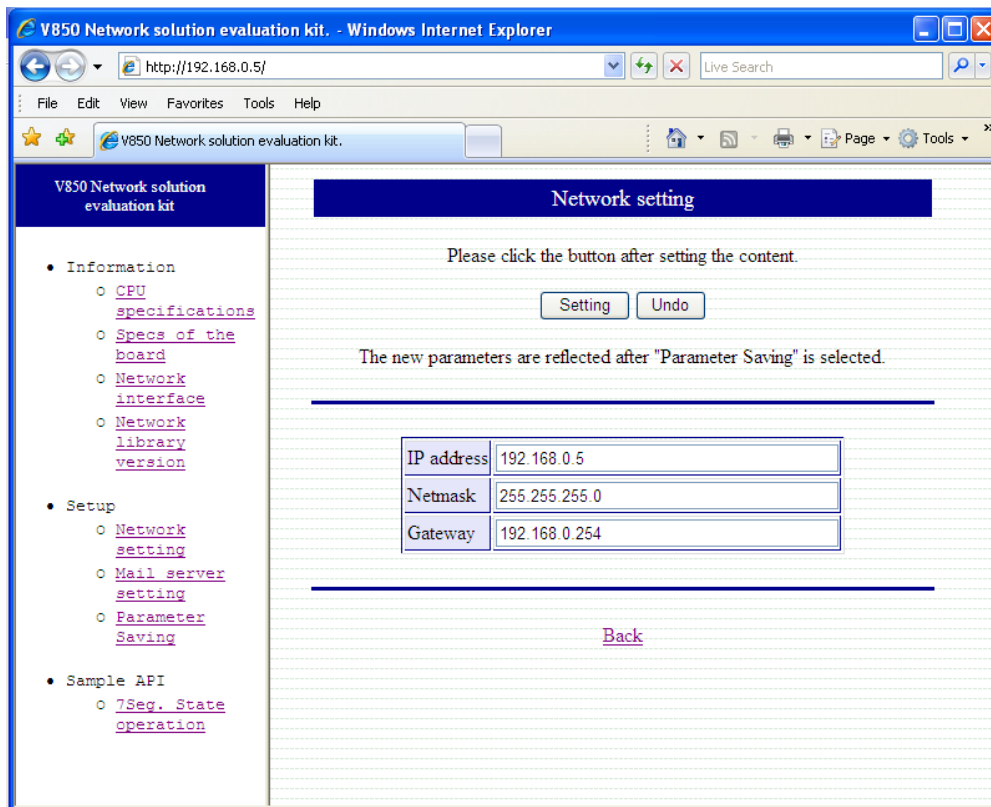 V850 Network solution evaluation kit. - Windows Internet Explorer
http://192.168.0.5/
Live Search
File Edit View Favorites Tools Help
V850 Network solution evaluation kit.
Page Tools »
V850 Network solution
evaluation kit
• Information
o CPU
specifications
o Specs of the
board
o Network
interface
o Network
library
version
• Setup
o Network
setting
o Mail server
setting
o Parameter
Saving
• Sample API
o 7Seg. State
operation
Network setting
Please click the button after setting the content.
Setting Undo
The new parameters are reflected after "Parameter Saving" is selected.
IP address 192.168.0.5
Netmask 255.255.255.0
Gateway 192.168.0.254
Back